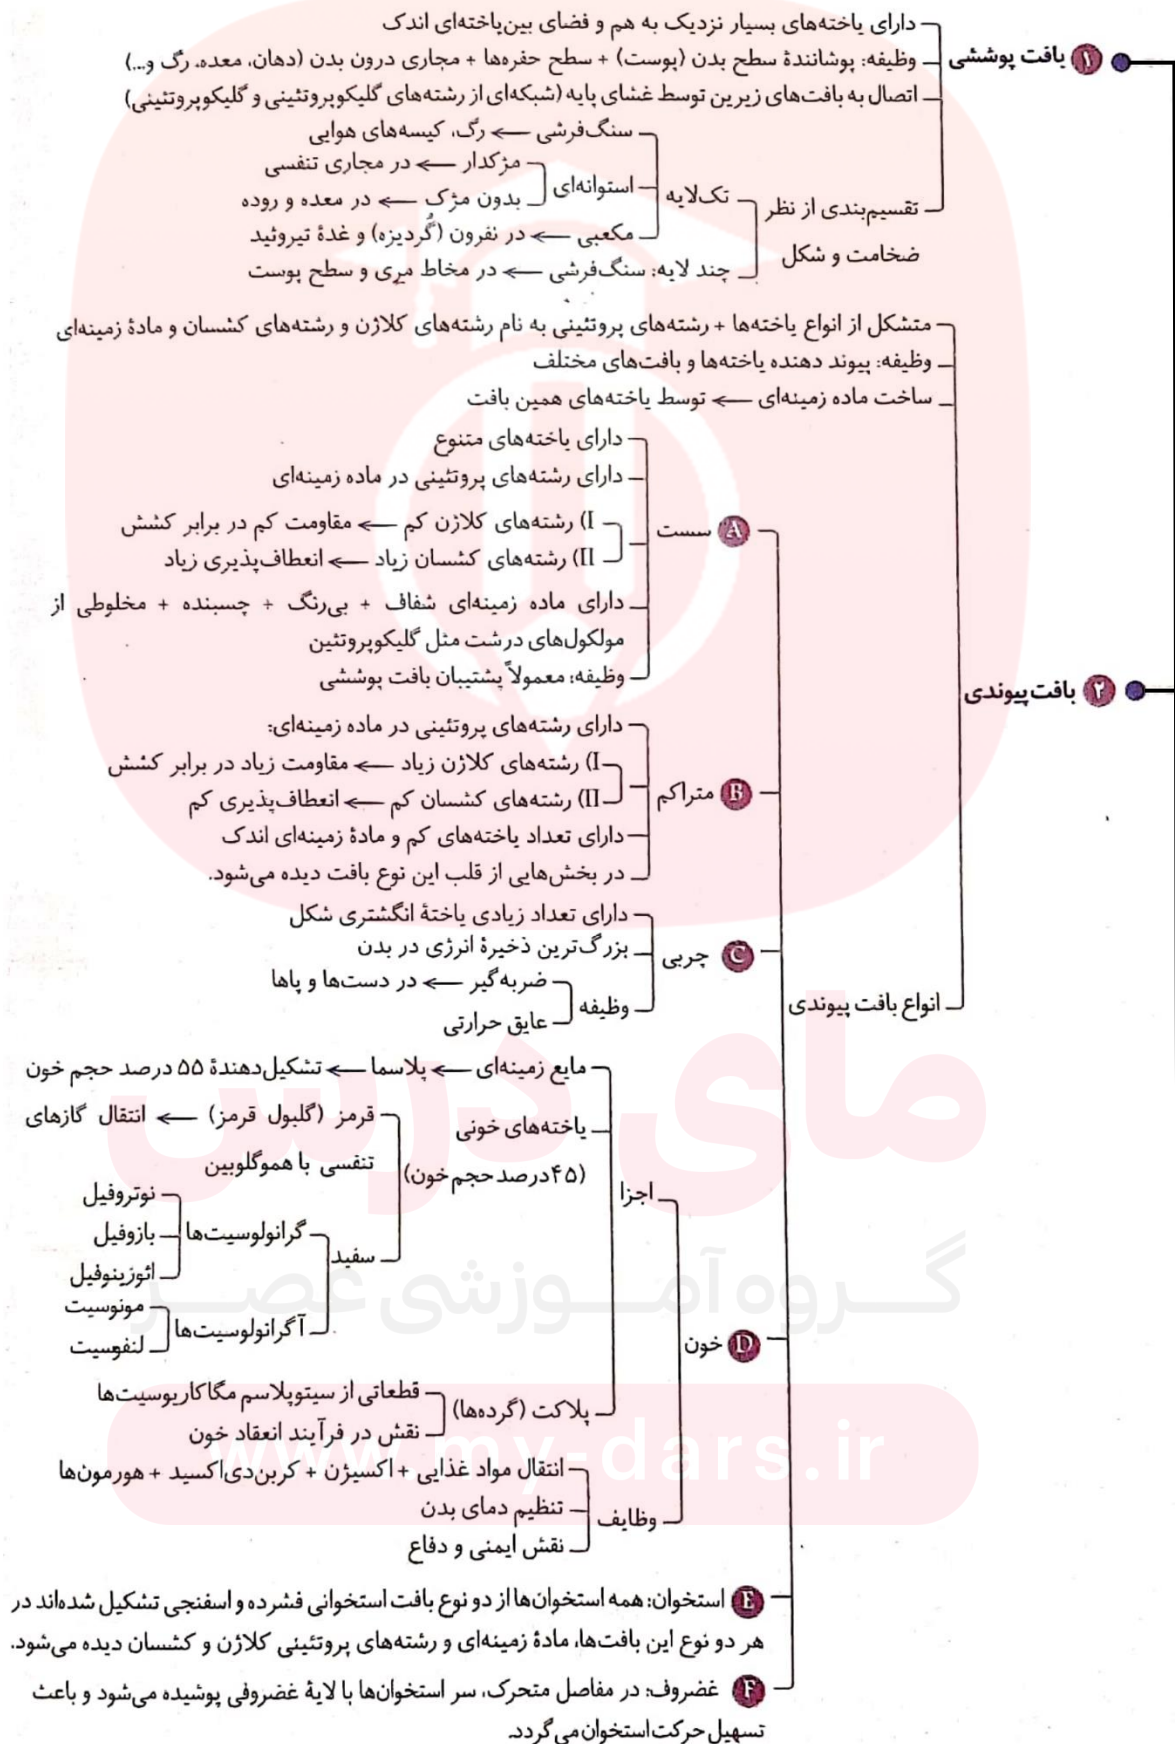 ۱ بافت پوششی
دارای یاخته‌های بسیار نزدیک به هم و فضای بین‌یاخته‌ای اندک
وظیفه: پوشانندهٔ سطح بدن (پوست) + سطح حفره‌ها + مجاری درون بدن (دهان، معده، رگ و...)
اتصال به بافت‌های زیرین توسط غشای پایه (شبکه‌ای از رشته‌های گلیکوپروتئینی و گلیکوپروتئینی)
تقسیم‌بندی از نظر
ضخامت و شکل
تک‌لایه
سنگ‌فرشی ← رگ، کیسه‌های هوایی
استوانه‌ای
مژکدار ← در مجاری تنفسی
بدون مژک ← در معده و روده
مکعبی ← در نفرون (گُردیزه) و غدهٔ تیروئید
چند لایه: سنگ‌فرشی ← در مخاط مری و سطح پوست
۲ بافت پیوندی
متشکل از انواع یاخته‌ها + رشته‌های پروتئینی به نام رشته‌های کلاژن و رشته‌های کشسان و مادهٔ زمینه‌ای
وظیفه: پیوند دهنده یاخته‌ها و بافت‌های مختلف
ساخت ماده زمینه‌ای ← توسط یاخته‌های همین بافت
انواع بافت پیوندی
A سست
دارای یاخته‌های متنوع
دارای رشته‌های پروتئینی در ماده زمینه‌ای
I) رشته‌های کلاژن کم ← مقاومت کم در برابر کشش
II) رشته‌های کشسان زیاد ← انعطاف‌پذیری زیاد
دارای ماده زمینه‌ای شفاف + بی‌رنگ + چسبنده + مخلوطی از
مولکول‌های درشت مثل گلیکوپروتئین
وظیفه: معمولاً پشتیبان بافت پوششی
B متراکم
دارای رشته‌های پروتئینی در ماده زمینه‌ای:
I) رشته‌های کلاژن زیاد ← مقاومت زیاد در برابر کشش
II) رشته‌های کشسان کم ← انعطاف‌پذیری کم
دارای تعداد یاخته‌های کم و مادهٔ زمینه‌ای اندک
در بخش‌هایی از قلب این نوع بافت دیده می‌شود.
C چربی
دارای تعداد زیادی یاختهٔ انگشتری شکل
بزرگ‌ترین ذخیرهٔ انرژی در بدن
وظیفه
ضربه‌گیر ← در دست‌ها و پاها
عایق حرارتی
D خون
اجزا
مایع زمینه‌ای ← پلاسما ← تشکیل‌دهندهٔ ۵۵ درصد حجم خون
یاخته‌های خونی
(۴۵ درصد حجم خون)
قرمز (گلبول قرمز) ← انتقال گازهای
تنفسی با هموگلوبین
سفید
گرانولوسیت‌ها
نوتروفیل
بازوفیل
ائوزینوفیل
آگرانولوسیت‌ها
مونوسیت
لنفوسیت
پلاکت (گرده‌ها)
قطعاتی از سیتوپلاسم مگاکاریوسیت‌ها
نقش در فرآیند انعقاد خون
وظایف
انتقال مواد غذایی + اکسیژن + کربن‌دی‌اکسید + هورمون‌ها
تنظیم دمای بدن
نقش ایمنی و دفاع
E استخوان: همه استخوان‌ها از دو نوع بافت استخوانی فشرده و اسفنجی تشکیل شده‌اند در
هر دو نوع این بافت‌ها، مادهٔ زمینه‌ای و رشته‌های پروتئینی کلاژن و کشسان دیده می‌شود.
F غضروف: در مفاصل متحرک، سر استخوان‌ها با لایهٔ غضروفی پوشیده می‌شود و باعث
تسهیل حرکت استخوان می‌گردد.
مای درس
گروه آموزشی عصر
www.my-dars.ir